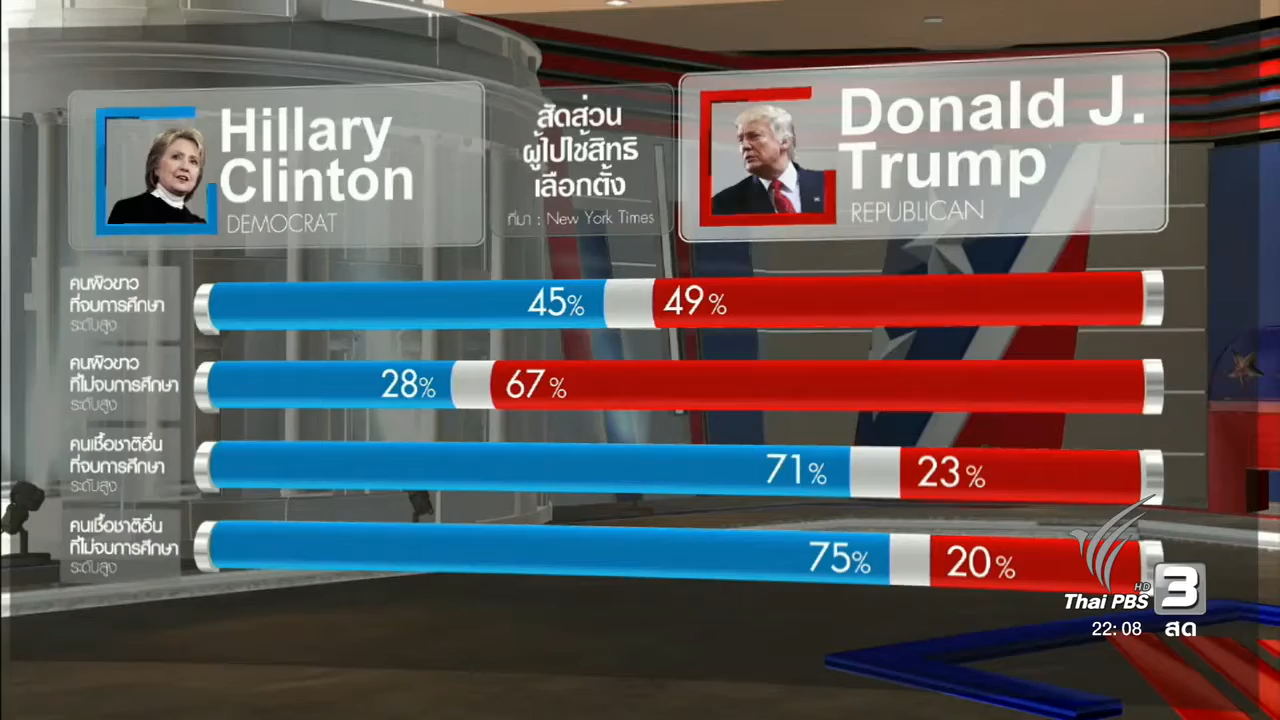 Hillary
Clinton
DEMOCRAT
สัดส่วน
ผู้ไปใช้สิทธิ
เลือกตั้ง
ที่มา : New York Times
Donald J.
Trump
REPUBLICAN
คนผิวขาว
ที่จบการศึกษา
ระดับสูง
45%
49%
คนผิวขาว
ที่ไม่จบการศึกษา
ระดับสูง
28%
67%
คนเชื้อชาติอื่น
ที่จบการศึกษา
ระดับสูง
71%
23%
คนเชื้อชาติอื่น
ที่ไม่จบการศึกษา
ระดับสูง
75%
20%
HD
Thai PBS 3
22:08 สด